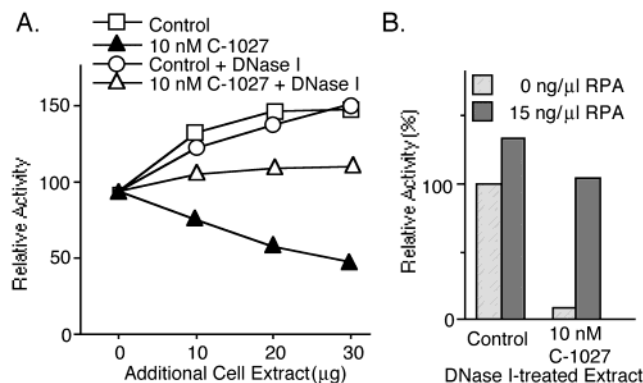 A.
Control
10 nM C-1027
Control + DNase I
10 nM C-1027 + DNase I
150
100
50
0
Relative Activity
0 10 20 30
Additional Cell Extract(μg)
B.
0 ng/μl RPA
15 ng/μl RPA
100
0
Relative Activity(%)
Control 10 nM
C-1027
DNase I-treated Extract